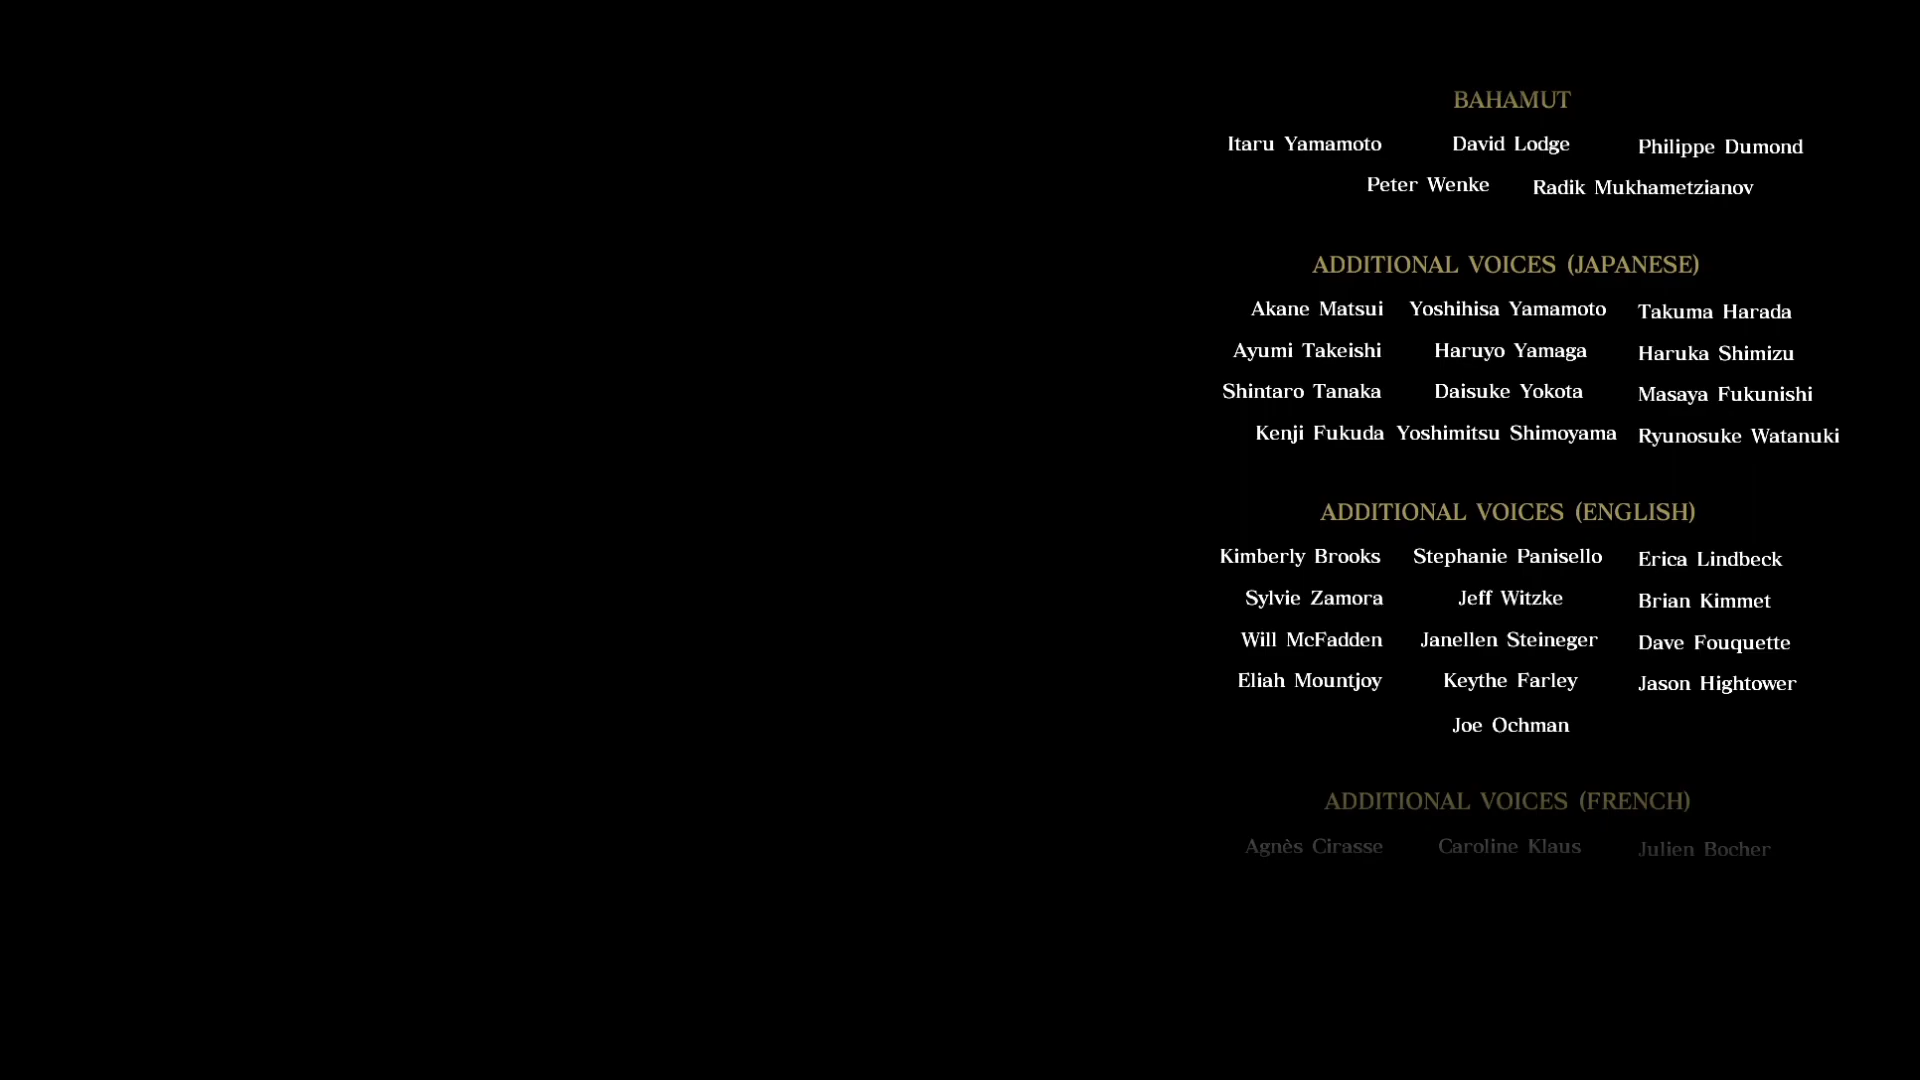 BAHAMUT
Itaru Yamamoto David Lodge Philippe Dumond
Peter Wenke Radik Mukhametzianov
ADDITIONAL VOICES (JAPANESE)
Akane Matsui Yoshihisa Yamamoto Takuma Harada
Ayumi Takeishi Haruyo Yamaga Haruka Shimizu
Shintaro Tanaka Daisuke Yokota Masaya Fukunishi
Kenji Fukuda Yoshimitsu Shimoyama Ryunosuke Watanuki
ADDITIONAL VOICES (ENGLISH)
Kimberly Brooks Stephanie Panisello Erica Lindbeck
Sylvie Zamora Jeff Witzke Brian Kimmet
Will McFadden Janellen Steineger Dave Fouquette
Eliah Mountjoy Keythe Farley Jason Hightower
Joe Ochman
ADDITIONAL VOICES (FRENCH)
Agnès Cirasse Caroline Klaus Julien Bocher